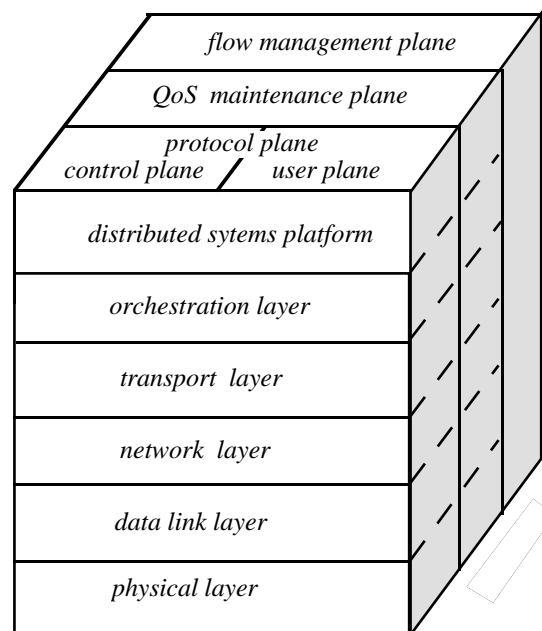 flow management plane
QoS maintenance plane
protocol plane
control plane user plane
distributed sytems platform
orchestration layer
transport layer
network layer
data link layer
physical layer